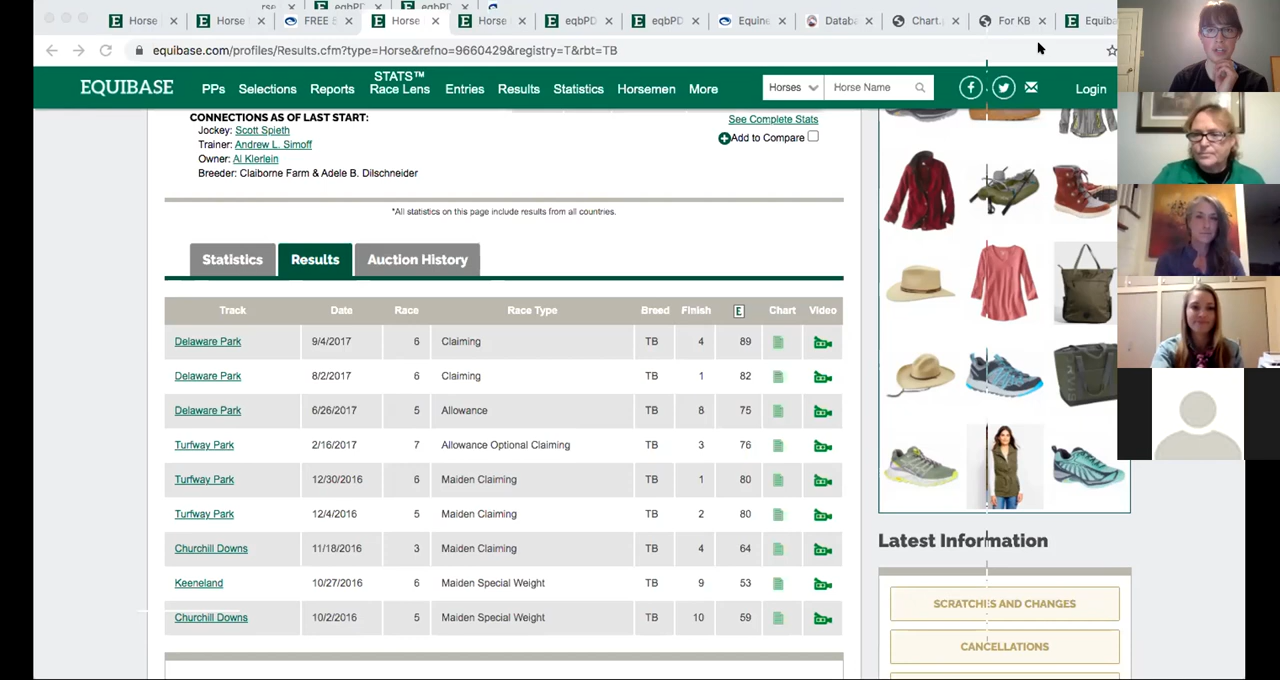 rse eqbPD eqbPD
Horse Horse FREE E Horse Horse eqbPD eqbPD Equine Databa Chart. For KB Equiba
equibase.com/profiles/Results.cfm?type=Horse&refno=9660429&registry=T&rbt=TB
EQUIBASE PPs Selections Reports STATS™ Race Lens Entries Results Statistics Horsemen More Horses Horse Name Login
CONNECTIONS AS OF LAST START:
Jockey: Scott Spieth
Trainer: Andrew L. Simoff
Owner: Al Klerlein
Breeder: Claiborne Farm & Adele B. Dilschneider
See Complete Stats
Add to Compare
*All statistics on this page include results from all countries.
Statistics Results Auction History
Track Date Race Race Type Breed Finish E Chart Video
Delaware Park 9/4/2017 6 Claiming TB 4 89
Delaware Park 8/2/2017 6 Claiming TB 1 82
Delaware Park 6/26/2017 5 Allowance TB 8 75
Turfway Park 2/16/2017 7 Allowance Optional Claiming TB 3 76
Turfway Park 12/30/2016 6 Maiden Claiming TB 1 80
Turfway Park 12/4/2016 5 Maiden Claiming TB 2 80
Churchill Downs 11/18/2016 3 Maiden Claiming TB 4 64
Keeneland 10/27/2016 6 Maiden Special Weight TB 9 53
Churchill Downs 10/2/2016 5 Maiden Special Weight TB 10 59
Latest Information
SCRATCHES AND CHANGES
CANCELLATIONS